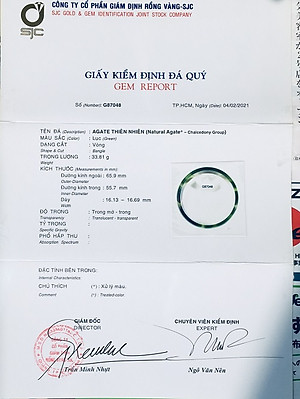 CÔNG TY CỔ PHẦN GIÁM ĐỊNH RỒNG VÀNG-SJC
SJC GOLD & GEM IDENTIFICATION JOINT STOCK COMPANY
SJC
GIẤY KIỂM ĐỊNH ĐÁ QUÝ
GEM REPORT
Số (Number): G87048 TP.HCM, Ngày (Date): 04/02/2021
TÊN ĐÁ (Description) : AGATE THIÊN NHIÊN (Natural Agate* - Chalcedony Group)
MÀU SẮC (Color) : Lục (Green)
DẠNG CẮT : Vòng
Shape & Cut Bangle
TRỌNG LƯỢNG : 33.81 g
KÍCH THƯỚC (Measurements in mm) :
Đường kính ngoài : 65.9 mm
Outer-Diameter
Đường kính trong : 55.7 mm
Inner Diameter
Dày : 16.13 – 16.69 mm
Width
G87048
ĐỘ TRONG : Trong mờ - trong
Transparency Translucent - transparent
TỶ TRỌNG :
Specific Gravity
PHỔ HẤP THU :
Absorption Spectrum
ĐẶC TÍNH BÊN TRONG:
Internal Characteristics:
CHÚ THÍCH (*) : Xử lý màu.
Comment (*) : Treated-color.
GIÁM ĐỐC CHUYÊN VIÊN KIỂM ĐỊNH
DIRECTOR EXPERT
Trần Minh Nhựt Ngô Văn Nên